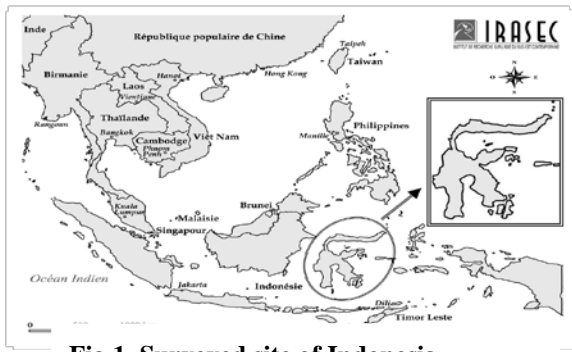 Inde
République populaire de Chine
IRASEC
Taipeh
Taiwan
Birmanie
Hanoi
Hong Kong
Laos
Vientiane
Rangoun
Thaïlande
Bangkok
Cambodge
Phnom
Penh
Viêt Nam
Manille
Philippines
Kuala
Lumpur
Malaisie
Singapour
Brunei
Océan Indien
Jakarta
Indonésie
Dili
Timor Leste
0
Fig 1. Surveyed site of Indonesia